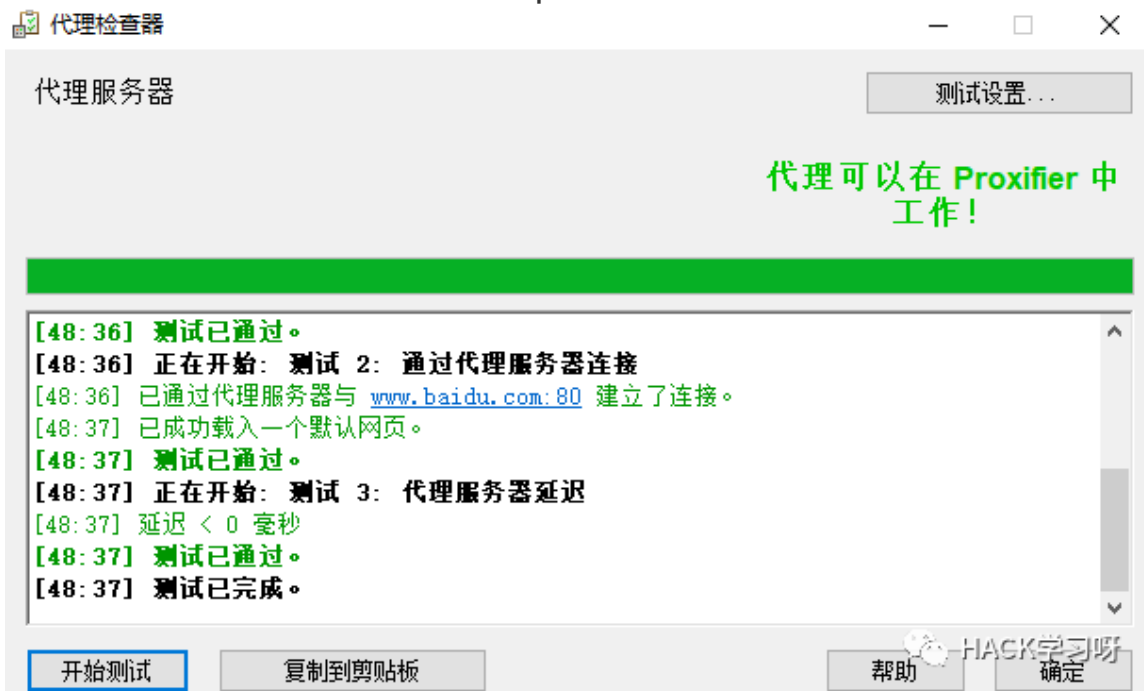 代理检查器
代理服务器
测试设置...
代理可以在 Proxifier 中
工作!
[48:36] 测试已通过。
[48:36] 正在开始: 测试 2: 通过代理服务器连接
[48:36] 已通过代理服务器与 www.baidu.com:80 建立了连接。
[48:37] 已成功载入一个默认网页。
[48:37] 测试已通过。
[48:37] 正在开始: 测试 3: 代理服务器延迟
[48:37] 延迟 < 0 毫秒
[48:37] 测试已通过。
[48:37] 测试已完成。
HACK学习呀
开始测试
复制到剪贴板
帮助
确定